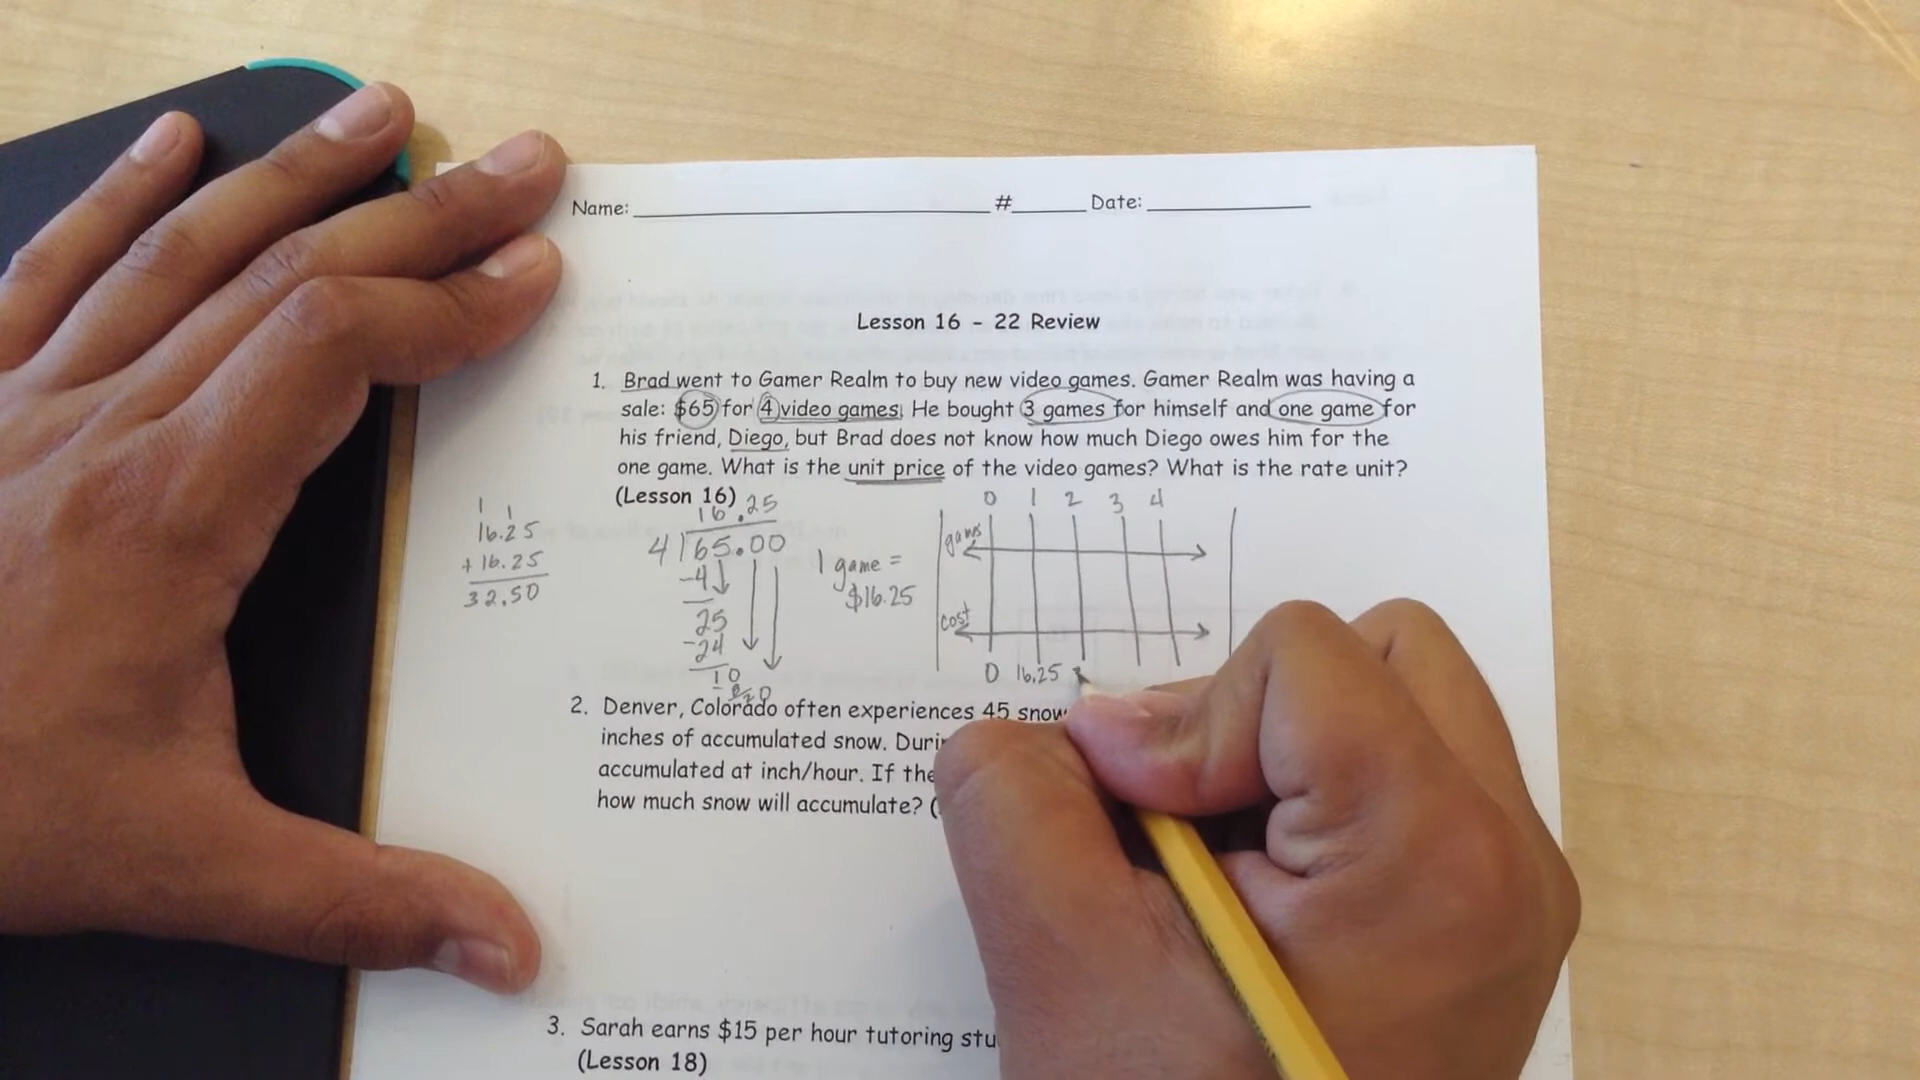 Name: # Date:
Lesson 16 - 22 Review
1. Brad went to Gamer Realm to buy new video games. Gamer Realm was having a
sale: $65 for 4 video games. He bought 3 games for himself and one game for
his friend, Diego, but Brad does not know how much Diego owes him for the
one game. What is the unit price of the video games? What is the rate unit?
(Lesson 16)
1 1
16.25
+ 16.25
32.50
16.25
4 65.00
-4
25
-24
10
8
20
1 game =
$16.25
0 1 2 3 4
games
cost
0 16.25
2. Denver, Colorado often experiences 45 snow
inches of accumulated snow.
accumulated at inch/hour. If the
how much snow will accumulate? (
3. Sarah earns $15 per hour tutoring
(Lesson 18)